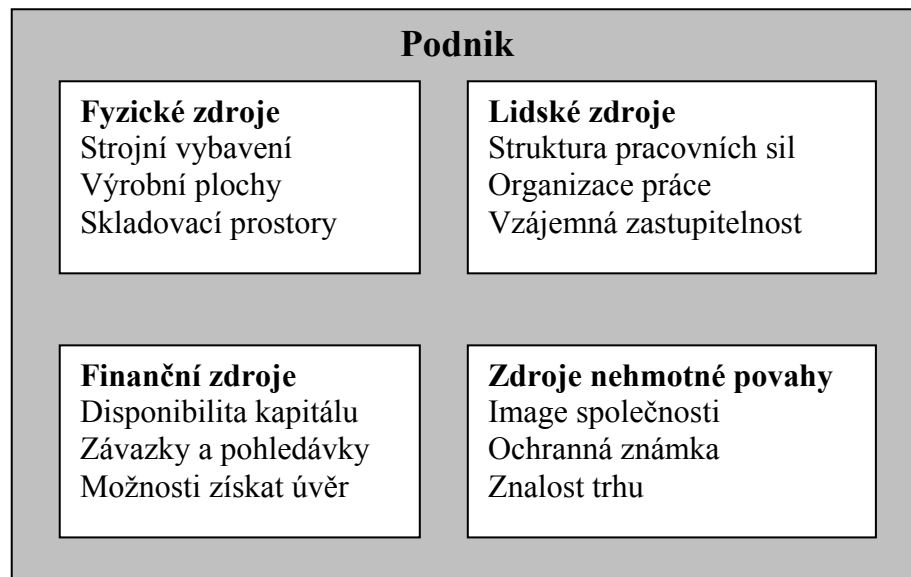 Podnik
Fyzické zdroje
Strojní vybavení
Výrobní plochy
Skladovací prostory
Lidské zdroje
Struktura pracovních sil
Organizace práce
Vzájemná zastupitelnost
Finanční zdroje
Disponibilita kapitálu
Závazky a pohledávky
Možnosti získat úvěr
Zdroje nehmotné povahy
Image společnosti
Ochranná známka
Znalost trhu